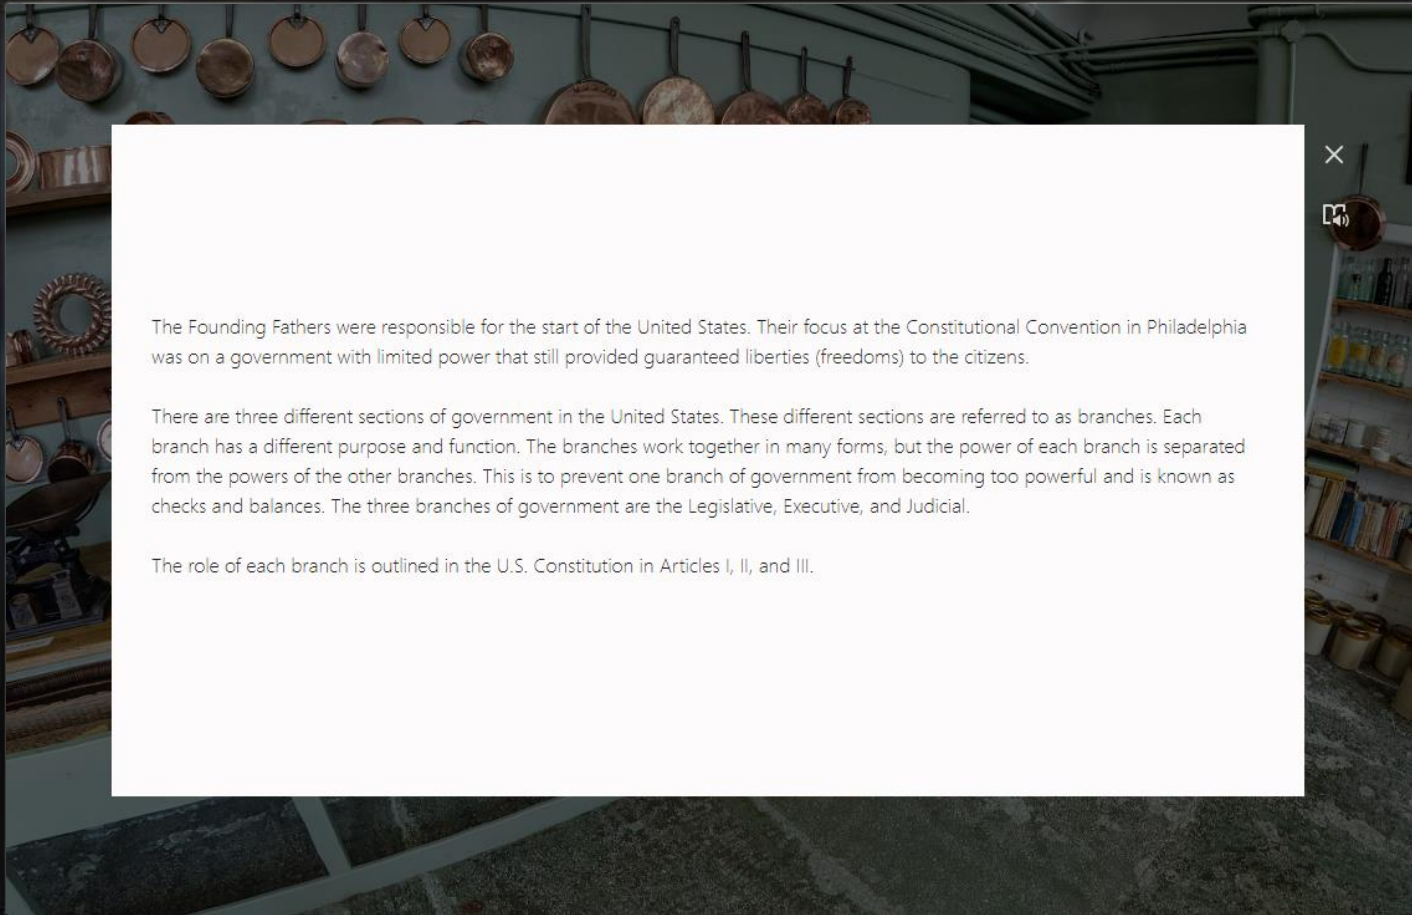 The Founding Fathers were responsible for the start of the United States. Their focus at the Constitutional Convention in Philadelphia
was on a government with limited power that still provided guaranteed liberties (freedoms) to the citizens.
There are three different sections of government in the United States. These different sections are referred to as branches. Each
branch has a different purpose and function. The branches work together in many forms, but the power of each branch is separated
from the powers of the other branches. This is to prevent one branch of government from becoming too powerful and is known as
checks and balances. The three branches of government are the Legislative, Executive, and Judicial.
The role of each branch is outlined in the U.S. Constitution in Articles I, II, and III.